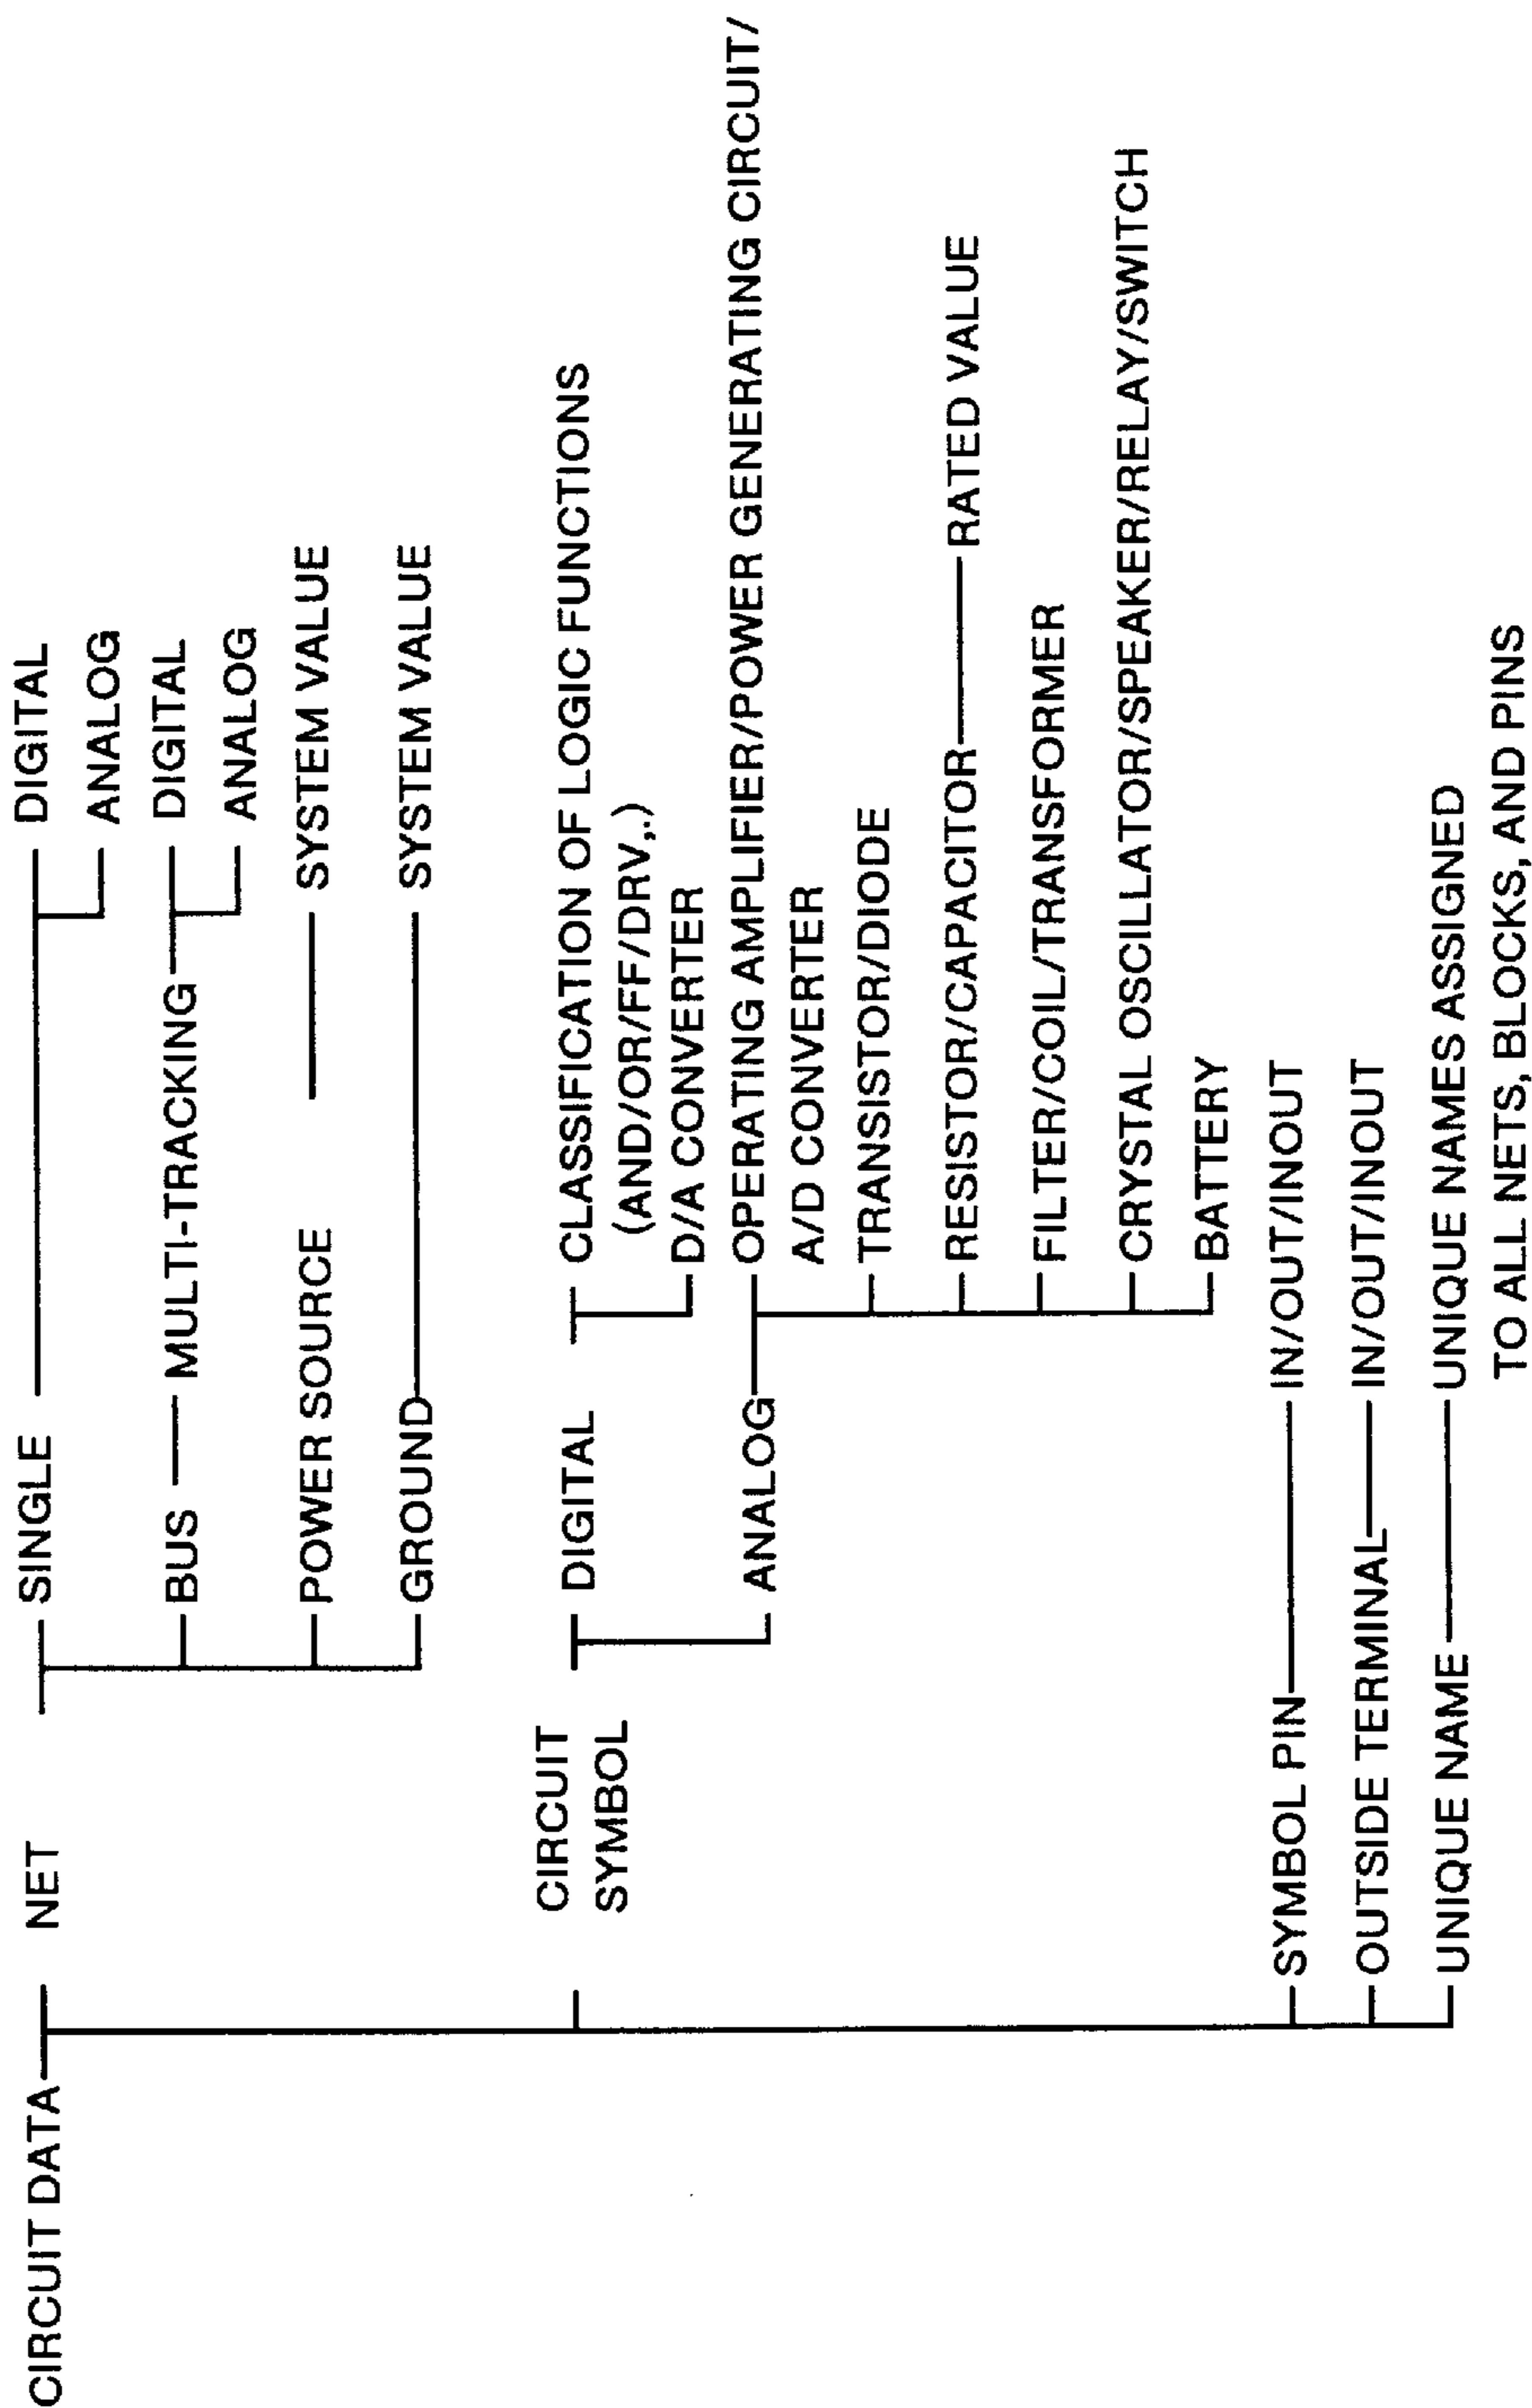 CIRCUIT DATA
NET
SINGLE
DIGITAL
ANALOG
BUS
MULTI-TRACKING
DIGITAL
ANALOG
POWER SOURCE
SYSTEM VALUE
GROUND
SYSTEM VALUE
CIRCUIT
SYMBOL
DIGITAL
CLASSIFICATION OF LOGIC FUNCTIONS
(AND/OR/FF/DRV,..)
D/A CONVERTER
ANALOG
OPERATING AMPLIFIER/POWER GENERATING CIRCUIT/
A/D CONVERTER
TRANSISTOR/DIODE
RESISTOR/CAPACITOR
RATED VALUE
FILTER/COIL/TRANSFORMER
CRYSTAL OSCILLATOR/SPEAKER/RELAY/SWITCH
BATTERY
SYMBOL PIN
IN/OUT/INOUT
OUTSIDE TERMINAL
IN/OUT/INOUT
UNIQUE NAME
UNIQUE NAMES ASSIGNED
TO ALL NETS, BLOCKS, AND PINS